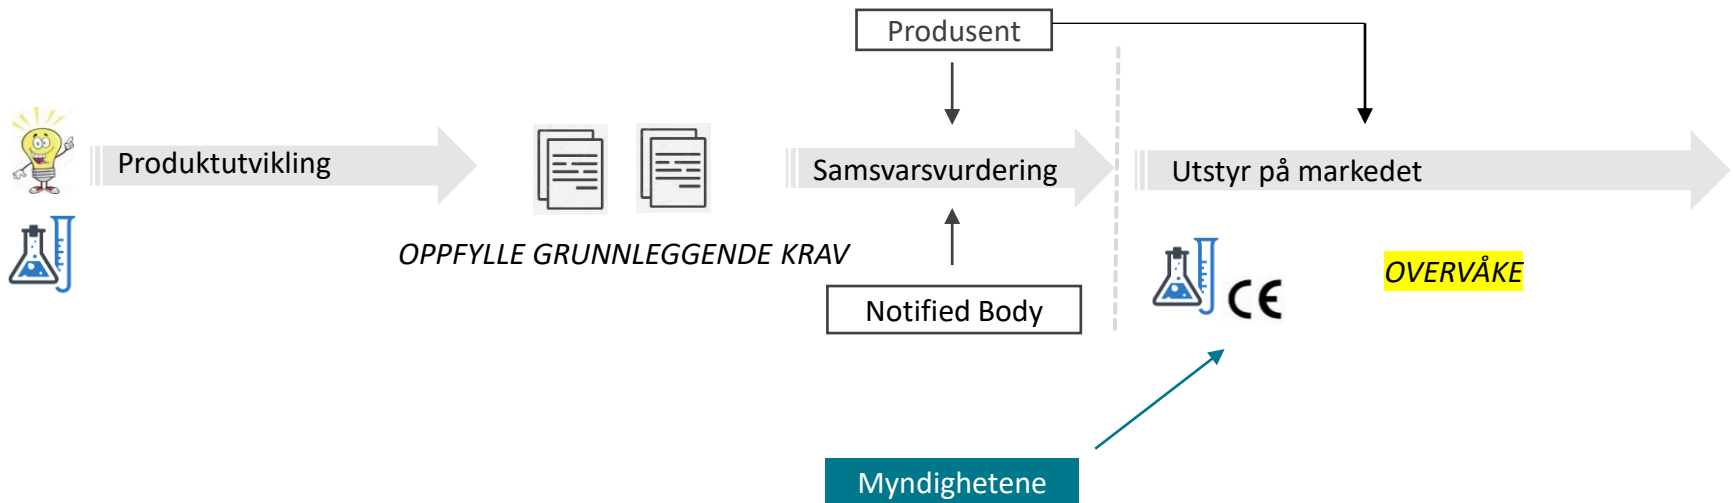 Produsent
Produktutvikling
Samsvarsvurdering
Utstyr på markedet
OPPFYLLE GRUNNLEGGENDE KRAV
OVERVÅKE
CE
Notified Body
Myndighetene